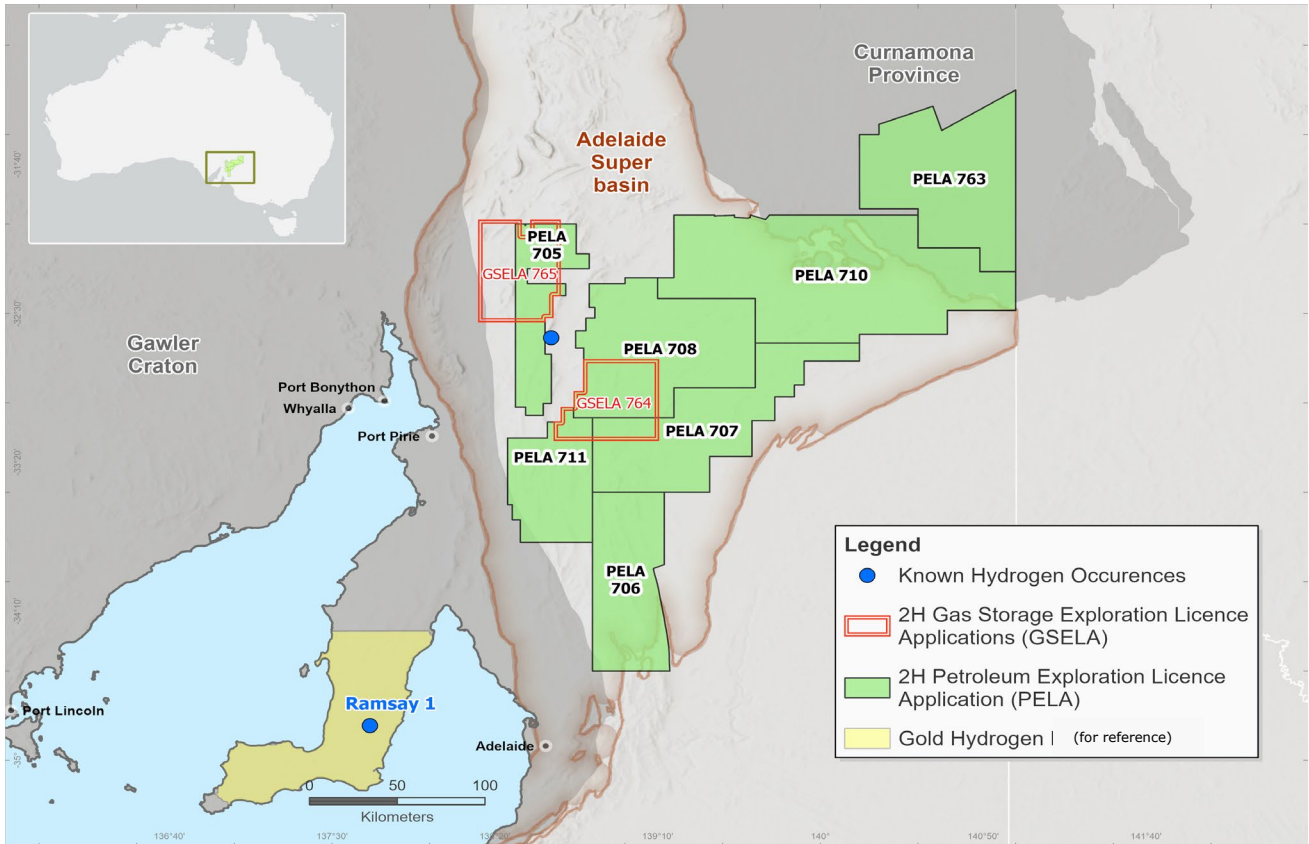 Curnamona
Province
Adelaide
Super
basin
PELA 763
PELA
705
GSELA 765
PELA 710
Gawler
Craton
PELA 708
Port Bonython
Whyalla
GSELA 764
Port Pirie
PELA 707
PELA 711
PELA
706
Ramsay 1
Port Lincoln
Adelaide
0 50 100
Kilometers
Legend
Known Hydrogen Occurences
2H Gas Storage Exploration Licence
Applications (GSELA)
2H Petroleum Exploration Licence
Application (PELA)
Gold Hydrogen (for reference)
-31°40'
-32°30'
-33°20'
-34°10'
-35°
136°40' 137°30' 138°20' 139°10' 140° 140°50' 141°40'